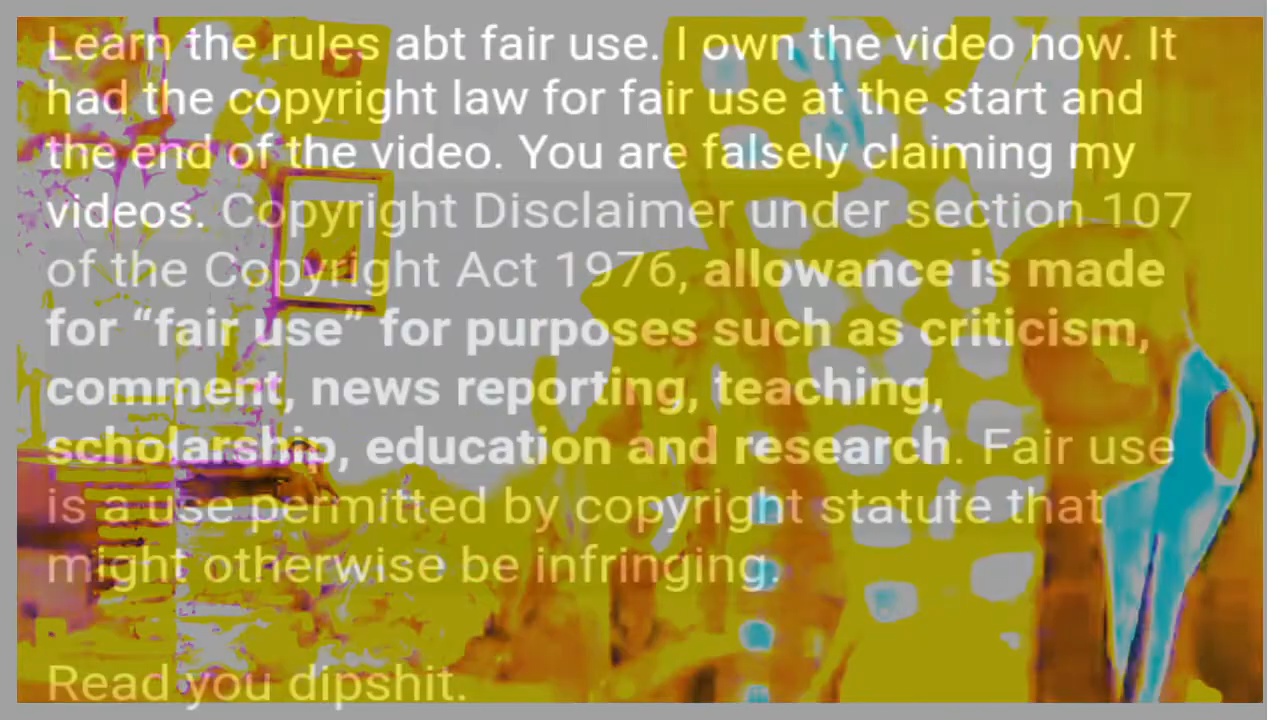 Learn the rules abt fair use. I own the video now. It
had the copyright law for fair use at the start and
the end of the video. You are falsely claiming my
videos. Copyright Disclaimer under section 107
of the Copyright Act 1976, allowance is made
for “fair use” for purposes such as criticism,
comment, news reporting, teaching,
scholarship, education and research. Fair use
is a use permitted by copyright statute that
might otherwise be infringing.
Read you dipshit.